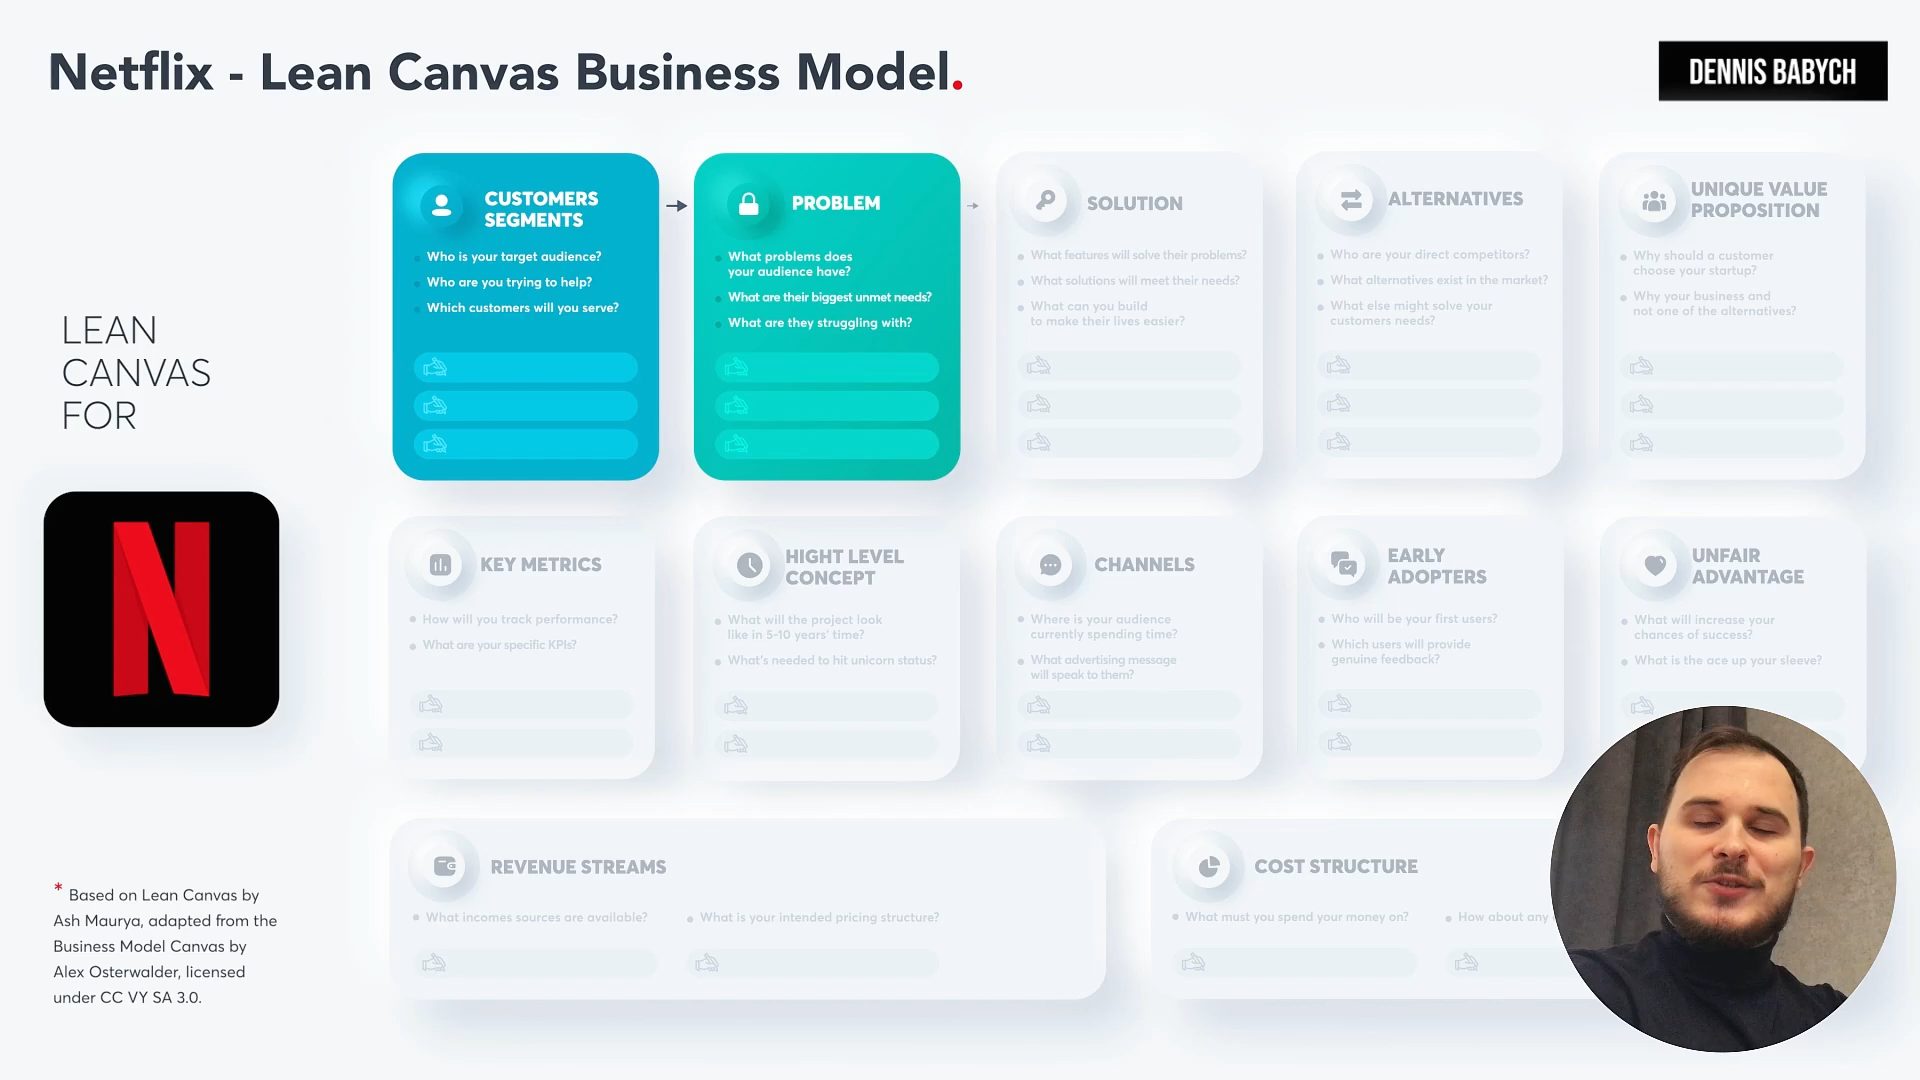 Netflix - Lean Canvas Business Model.
DENNIS BABYCH
LEAN
CANVAS
FOR
* Based on Lean Canvas by
Ash Maurya, adapted from the
Business Model Canvas by
Alex Osterwalder, licensed
under CC VY SA 3.0.
CUSTOMERS
SEGMENTS
Who is your target audience?
Who are you trying to help?
Which customers will you serve?
PROBLEM
What problems does
your audience have?
What are their biggest unmet needs?
What are they struggling with?
SOLUTION
What features will solve their problems?
What solutions will meet their needs?
What can you build
to make their lives easier?
ALTERNATIVES
Who are your direct competitors?
What alternatives exist in the market?
What else might solve your
customers needs?
UNIQUE VALUE
PROPOSITION
Why should a customer
choose your startup?
Why your business and
not one of the alternatives?
KEY METRICS
How will you track performance?
What are your specific KPIs?
HIGHT LEVEL
CONCEPT
What will the project look
like in 5-10 years' time?
What's needed to hit unicorn status?
CHANNELS
Where is your audience
currently spending time?
What advertising message
will speak to them?
EARLY
ADOPTERS
Who will be your first users?
Which users will provide
genuine feedback?
UNFAIR
ADVANTAGE
What will increase your
chances of success?
What is the ace up your sleeve?
REVENUE STREAMS
What incomes sources are available?
What is your intended pricing structure?
COST STRUCTURE
What must you spend your money on?
How about any